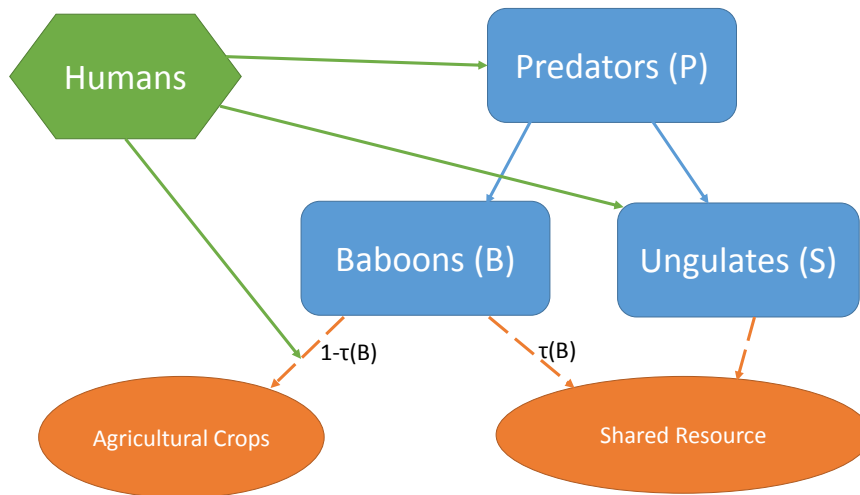 Humans
Predators (P)
Baboons (B)
Ungulates (S)
1-τ(B)
τ(B)
Agricultural Crops
Shared Resource